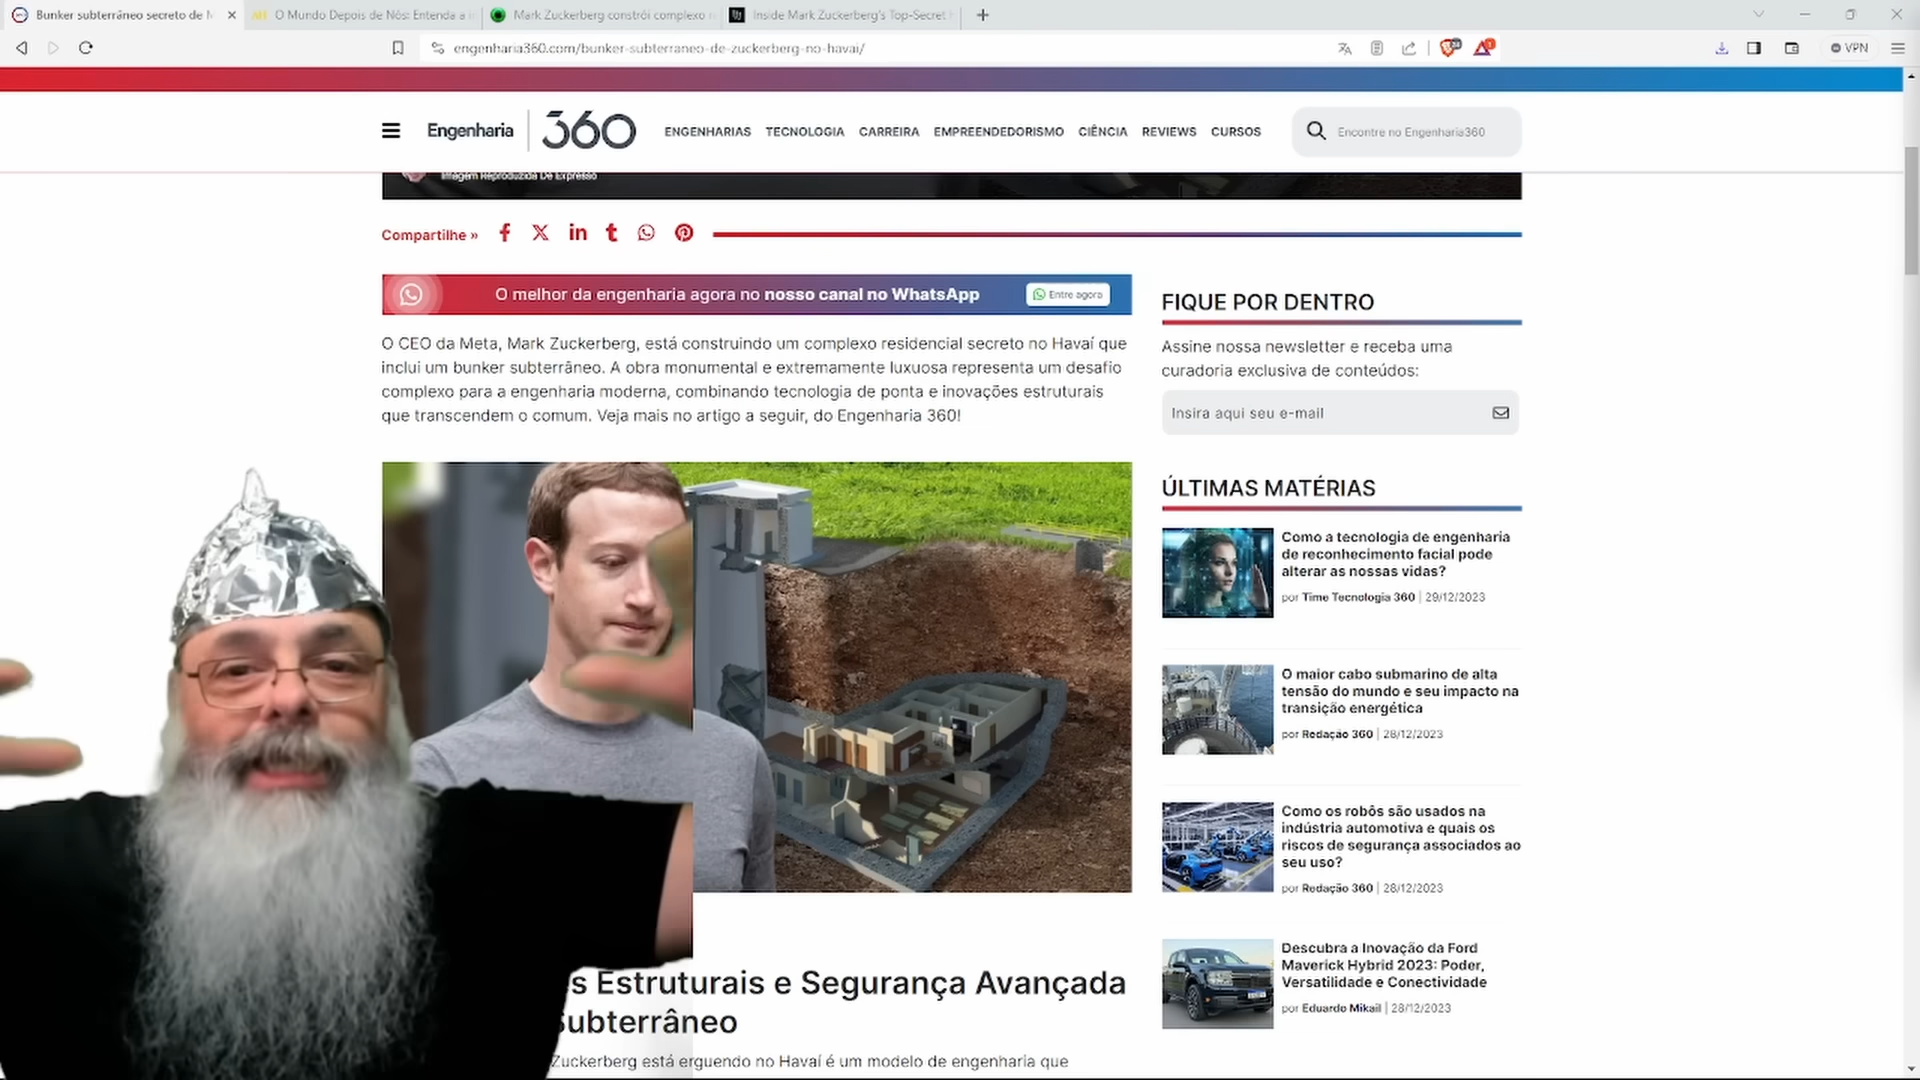 Bunker subterrâneo secreto de M
O Mundo Depois de Nós: Entenda a i
Mark Zuckerberg constrói complexo
Inside Mark Zuckerberg's Top-Secret
engenharia360.com/bunker-subterraneo-de-zuckerberg-no-havai/
VPN
Engenharia 360
ENGENHARIAS TECNOLOGIA CARREIRA EMPREENDEDORISMO CIÊNCIA REVIEWS CURSOS
Encontre no Engenharia360
Imagem Reproduzida De Expresso
Compartilhe »
O melhor da engenharia agora no nosso canal no WhatsApp
Entre agora
O CEO da Meta, Mark Zuckerberg, está construindo um complexo residencial secreto no Havaí que
inclui um bunker subterrâneo. A obra monumental e extremamente luxuosa representa um desafio
complexo para a engenharia moderna, combinando tecnologia de ponta e inovações estruturais
que transcendem o comum. Veja mais no artigo a seguir, do Engenharia 360!
s Estruturais e Segurança Avançada
Subterrâneo
Zuckerberg está erguendo no Havaí é um modelo de engenharia que
FIQUE POR DENTRO
Assine nossa newsletter e receba uma
curadoria exclusiva de conteúdos:
Insira aqui seu e-mail
ÚLTIMAS MATÉRIAS
Como a tecnologia de engenharia
de reconhecimento facial pode
alterar as nossas vidas?
por Time Tecnologia 360 | 29/12/2023
O maior cabo submarino de alta
tensão do mundo e seu impacto na
transição energética
por Redação 360 | 28/12/2023
Como os robôs são usados na
indústria automotiva e quais os
riscos de segurança associados ao
seu uso?
por Redação 360 | 28/12/2023
Descubra a Inovação da Ford
Maverick Hybrid 2023: Poder,
Versatilidade e Conectividade
por Eduardo Mikail | 28/12/2023